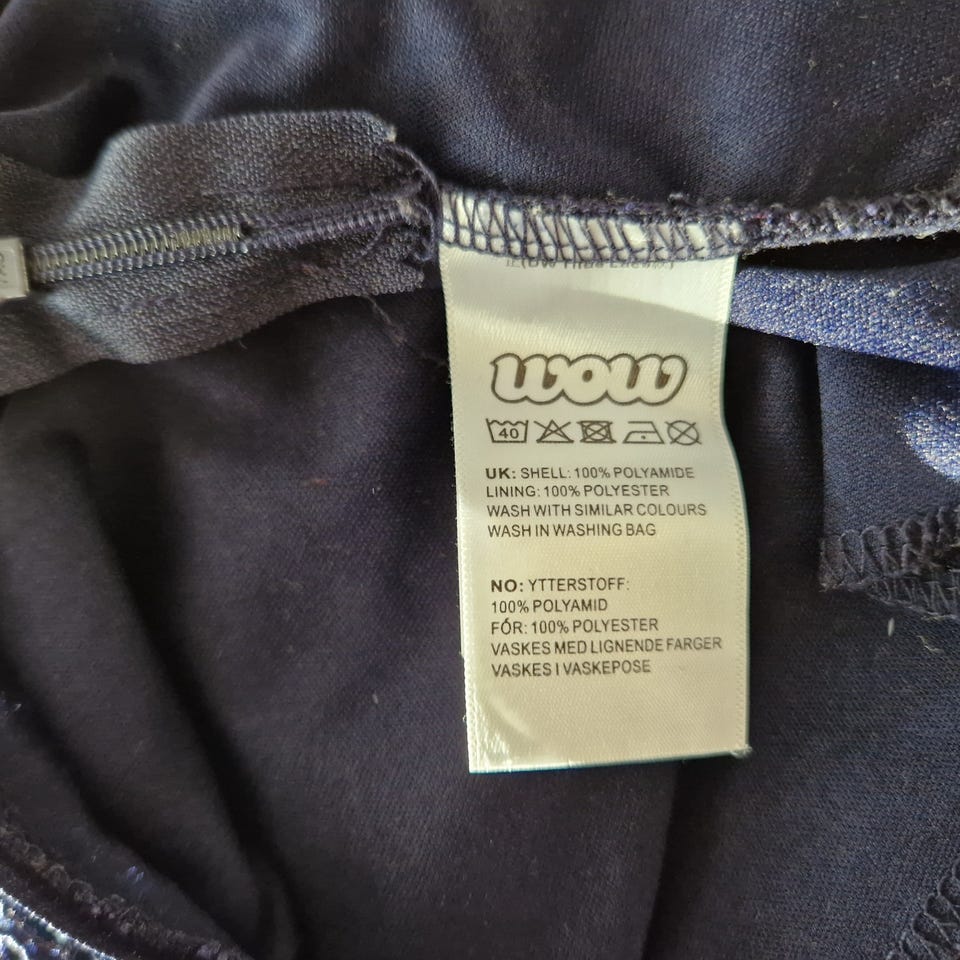 WOW
40
UK: SHELL: 100% POLYAMIDE
LINING: 100% POLYESTER
WASH WITH SIMILAR COLOURS
WASH IN WASHING BAG
NO: YTTERSTOFF:
100% POLYAMID
FÓR: 100% POLYESTER
VASKES MED LIGNENDE FARGER
VASKES I VASKEPOSE